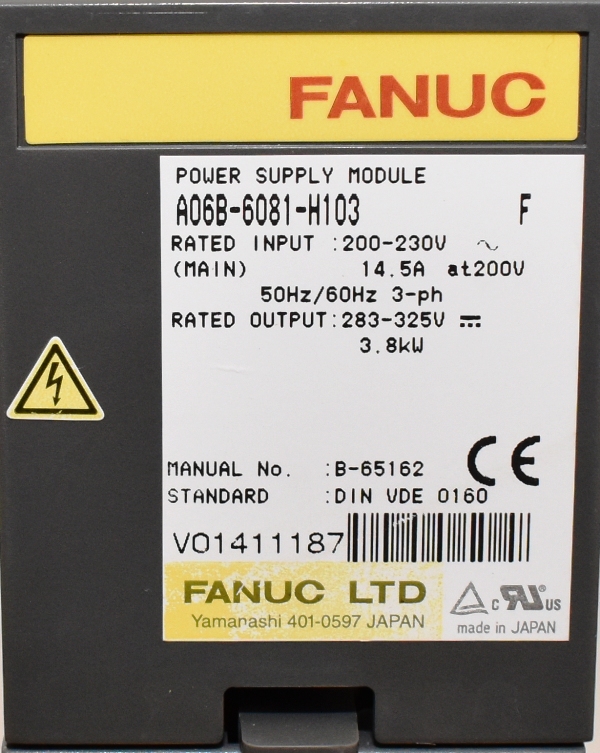 FANUC
POWER SUPPLY MODULE
A06B-6081-H103 F
RATED INPUT :200-230V ~
(MAIN) 14.5A at200V
50Hz/60Hz 3-ph
RATED OUTPUT:283-325V ⎓
3.8kW
MANUAL No. :B-65162 CE
STANDARD :DIN VDE 0160
V01411187
FANUC LTD
Yamanashi 401-0597 JAPAN
c RU US
made in JAPAN